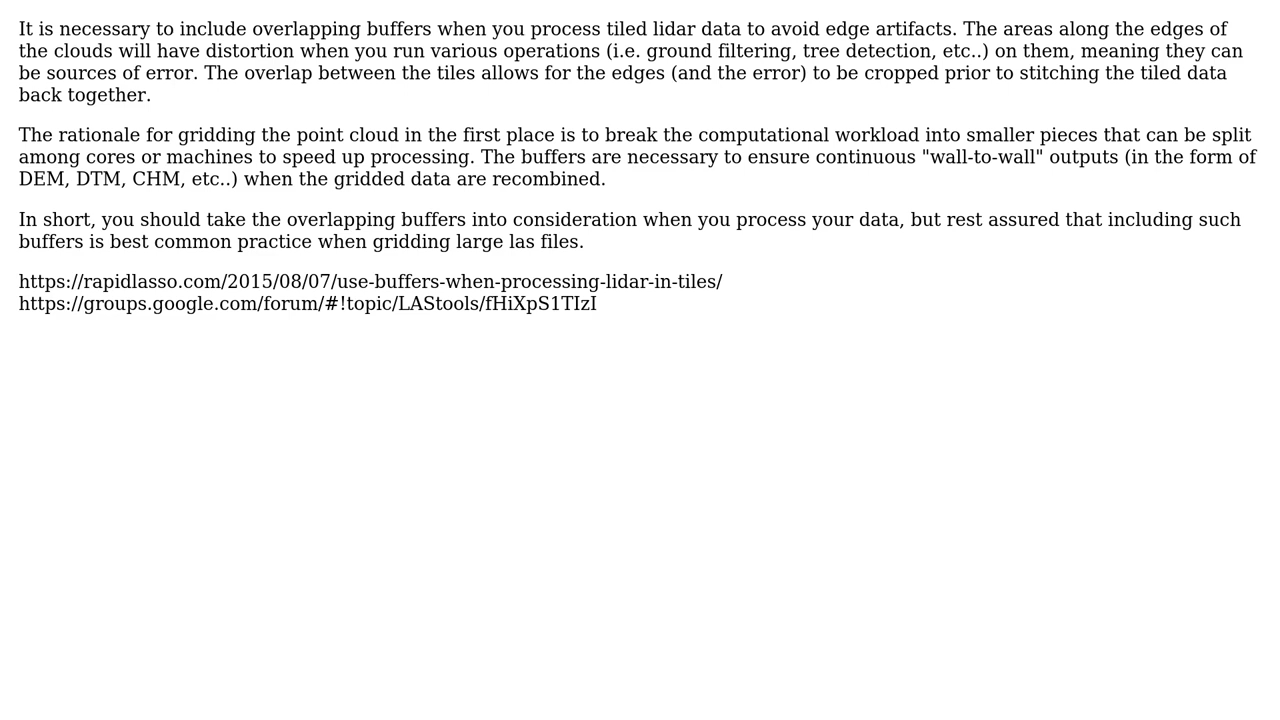 It is necessary to include overlapping buffers when you process tiled lidar data to avoid edge artifacts. The areas along the edges of
the clouds will have distortion when you run various operations (i.e. ground filtering, tree detection, etc..) on them, meaning they can
be sources of error. The overlap between the tiles allows for the edges (and the error) to be cropped prior to stitching the tiled data
back together.
The rationale for gridding the point cloud in the first place is to break the computational workload into smaller pieces that can be split
among cores or machines to speed up processing. The buffers are necessary to ensure continuous "wall-to-wall" outputs (in the form of
DEM, DTM, CHM, etc..) when the gridded data are recombined.
In short, you should take the overlapping buffers into consideration when you process your data, but rest assured that including such
buffers is best common practice when gridding large las files.
https://rapidlasso.com/2015/08/07/use-buffers-when-processing-lidar-in-tiles/
https://groups.google.com/forum/#!topic/LAStools/fHiXpS1TIzI